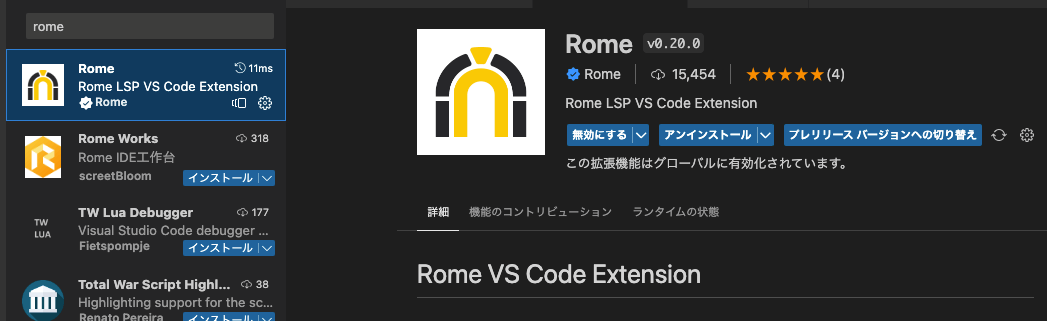 rome
Rome 11ms
Rome LSP VS Code Extension
Rome
Rome Works 318
Rome IDE工作台
screetBloom インストール
TW Lua Debugger 177
TW LUA
Visual Studio Code debugger ...
Fietspompje インストール
Total War Script Highl... 38
Highlighting support for the sc...
Renato Pereira インストール
Rome v0.20.0
Rome 15,454 (4)
Rome LSP VS Code Extension
無効にする アンインストール プレリリース バージョンへの切り替え
この拡張機能はグローバルに有効化されています。
詳細 機能のコントリビューション ランタイムの状態
Rome VS Code Extension